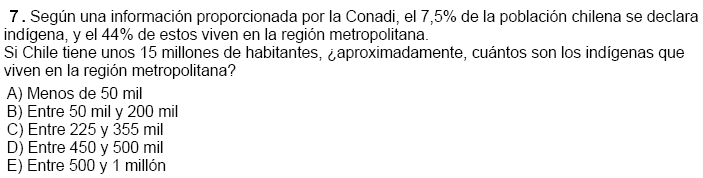 7. Según una información proporcionada por la Conadi, el 7,5% de la población chilena se declara
indígena, y el 44% de estos viven en la región metropolitana.
Si Chile tiene unos 15 millones de habitantes, ¿aproximadamente, cuántos son los indígenas que
viven en la región metropolitana?
A) Menos de 50 mil
B) Entre 50 mil y 200 mil
C) Entre 225 y 355 mil
D) Entre 450 y 500 mil
E) Entre 500 y 1 millón